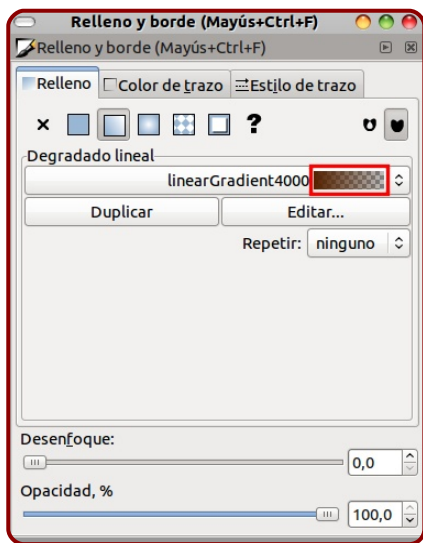 Relleno y borde (Mayús+Ctrl+F)
Relleno y borde (Mayús+Ctrl+F)
Relleno Color de trazo Estilo de trazo
Degradado lineal
linearGradient4000
Duplicar Editar...
Repetir: ninguno
Desenfoque:
0,0
Opacidad, %
100,0